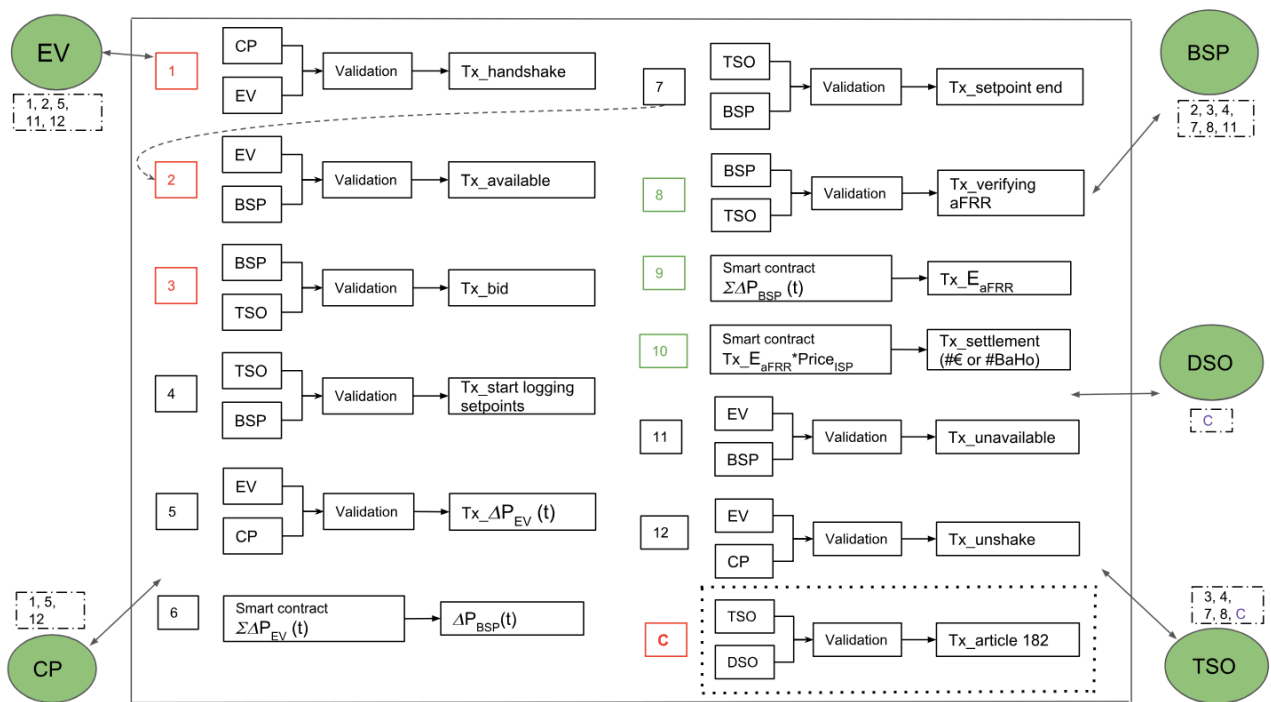 EV
1, 2, 5,
11, 12
1
CP
EV
Validation
Tx_handshake
2
EV
BSP
Validation
Tx_available
3
BSP
TSO
Validation
Tx_bid
4
TSO
BSP
Validation
Tx_start logging
setpoints
5
EV
CP
Validation
Tx_ΔP_EV (t)
6
Smart contract
ΣΔP_EV (t)
ΔP_BSP(t)
1, 5,
12
CP
7
TSO
BSP
Validation
Tx_setpoint end
8
BSP
TSO
Validation
Tx_verifying
aFRR
9
Smart contract
ΣΔP_BSP (t)
Tx_E_aFRR
10
Smart contract
Tx_E_aFRR*Price_ISP
Tx_settlement
(#€ or #BaHo)
11
EV
BSP
Validation
Tx_unavailable
12
EV
CP
Validation
Tx_unshake
C
TSO
DSO
Validation
Tx_article 182
BSP
2, 3, 4,
7, 8, 11
DSO
C
3, 4,
7, 8, C
TSO